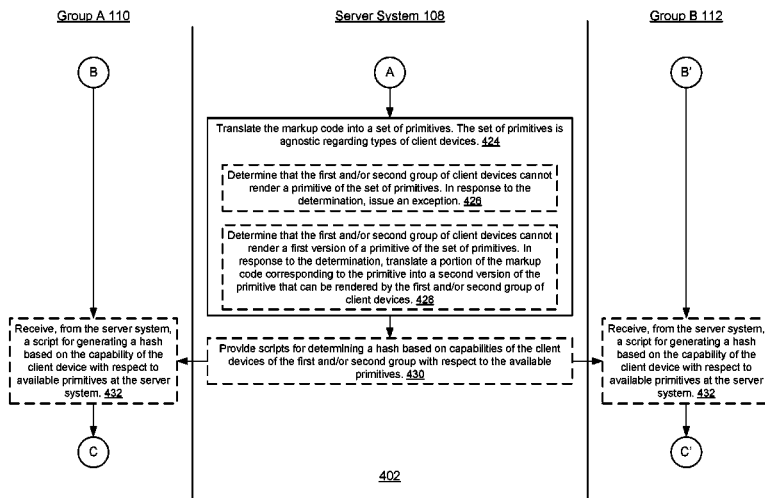 Group A 110
Server System 108
Group B 112
B
A
B'
Translate the markup code into a set of primitives. The set of primitives is
agnostic regarding types of client devices. 424
Determine that the first and/or second group of client devices cannot
render a primitive of the set of primitives. In response to the
determination, issue an exception. 426
Determine that the first and/or second group of client devices cannot
render a first version of a primitive of the set of primitives. In
response to the determination, translate a portion of the markup
code corresponding to the primitive into a second version of the
primitive that can be rendered by the first and/or second group of
client devices. 428
Receive, from the server system,
a script for generating a hash
based on the capability of the
client device with respect to
available primitives at the server
system. 432
Provide scripts for determining a hash based on capabilities of the client
devices of the first and/or second group with respect to the available
primitives. 430
Receive, from the server system,
a script for generating a hash
based on the capability of the
client device with respect to
available primitives at the server
system. 432
C
C'
402